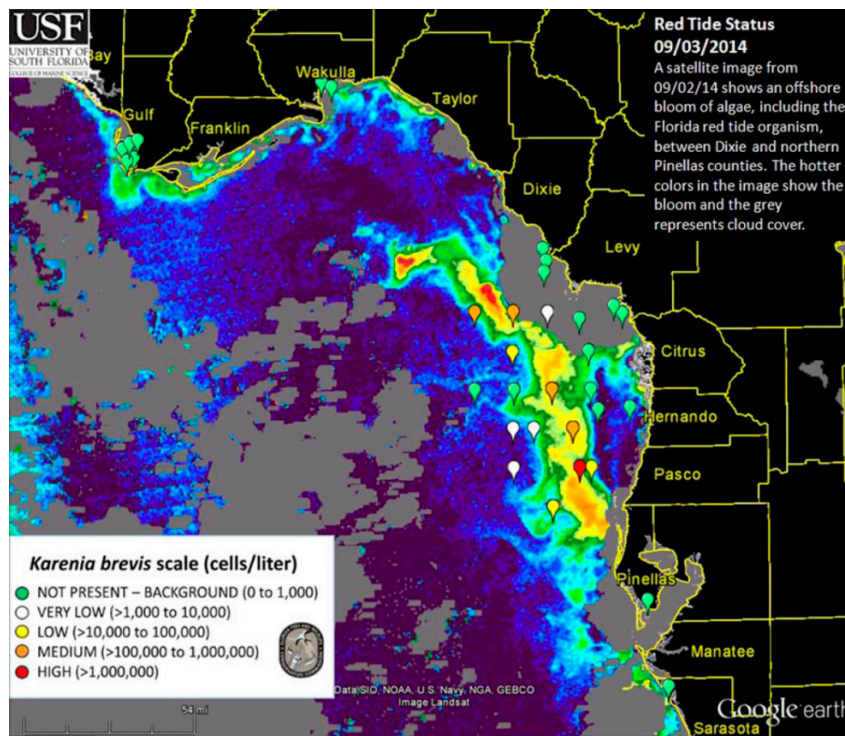 USF
UNIVERSITY OF
SOUTH FLORIDA
COLLEGE OF MARINE SCIENCE
Red Tide Status
09/03/2014
A satellite image from
09/02/14 shows an offshore
bloom of algae, including the
Florida red tide organism,
between Dixie and northern
Pinellas counties. The hotter
colors in the image show the
bloom and the grey
represents cloud cover.
Bay
Gulf
Franklin
Wakulla
Taylor
Dixie
Levy
Citrus
Hernando
Pasco
Pinellas
Manatee
Sarasota
Karenia brevis scale (cells/liter)
NOT PRESENT – BACKGROUND (0 to 1,000)
VERY LOW (>1,000 to 10,000)
LOW (>10,000 to 100,000)
MEDIUM (>100,000 to 1,000,000)
HIGH (>1,000,000)
Data SIO, NOAA, U.S. Navy, NGA, GEBCO
Image Landsat
54 mi
Google earth